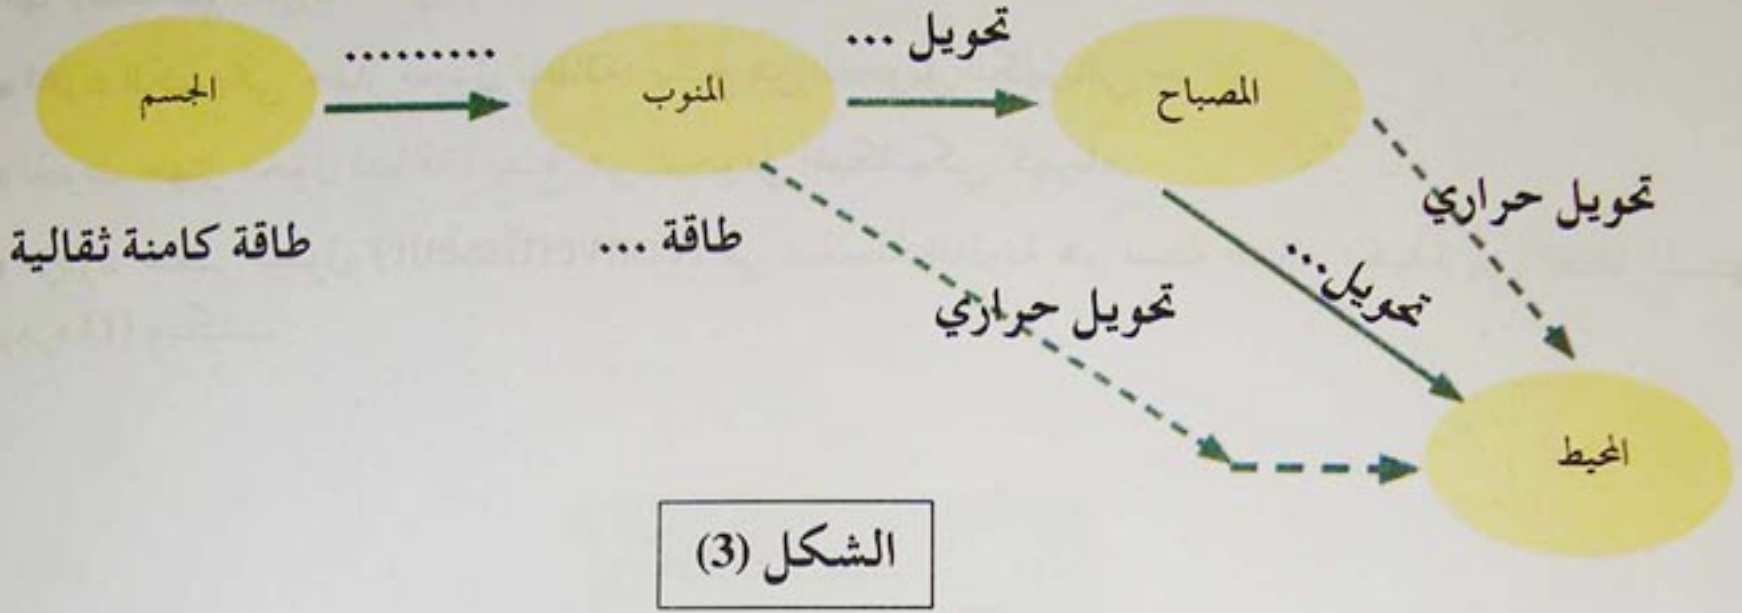 الجسم
.........
المنوب
تحويل ...
المصباح
طاقة كامنة ثقالية
طاقة ...
تحويل حراري
تحويل...
تحويل حراري
المحيط
الشكل (3)